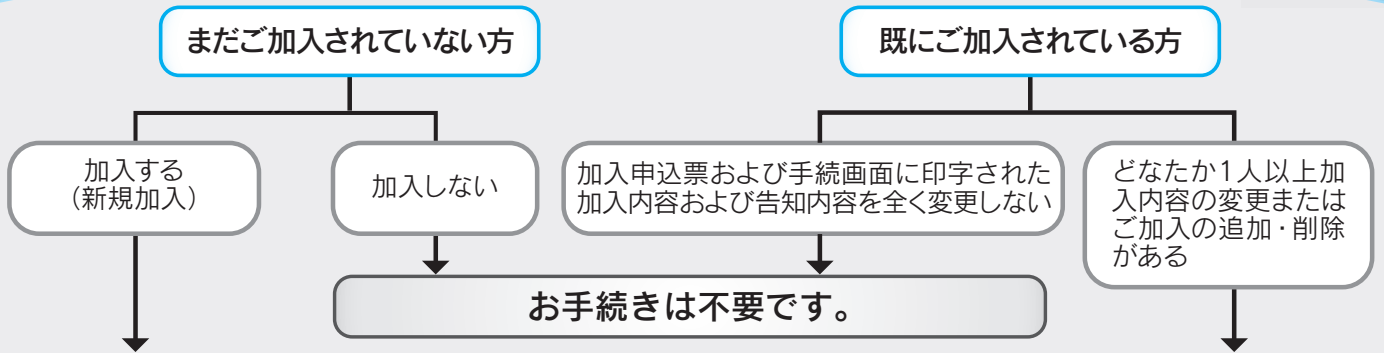 まだご加入されていない方
既にご加入されている方
加入する
（新規加入）
加入しない
加入申込票および手続画面に印字された
加入内容および告知内容を全く変更しない
どなたか1人以上加
入内容の変更または
ご加入の追加・削除
がある
お手続きは不要です。